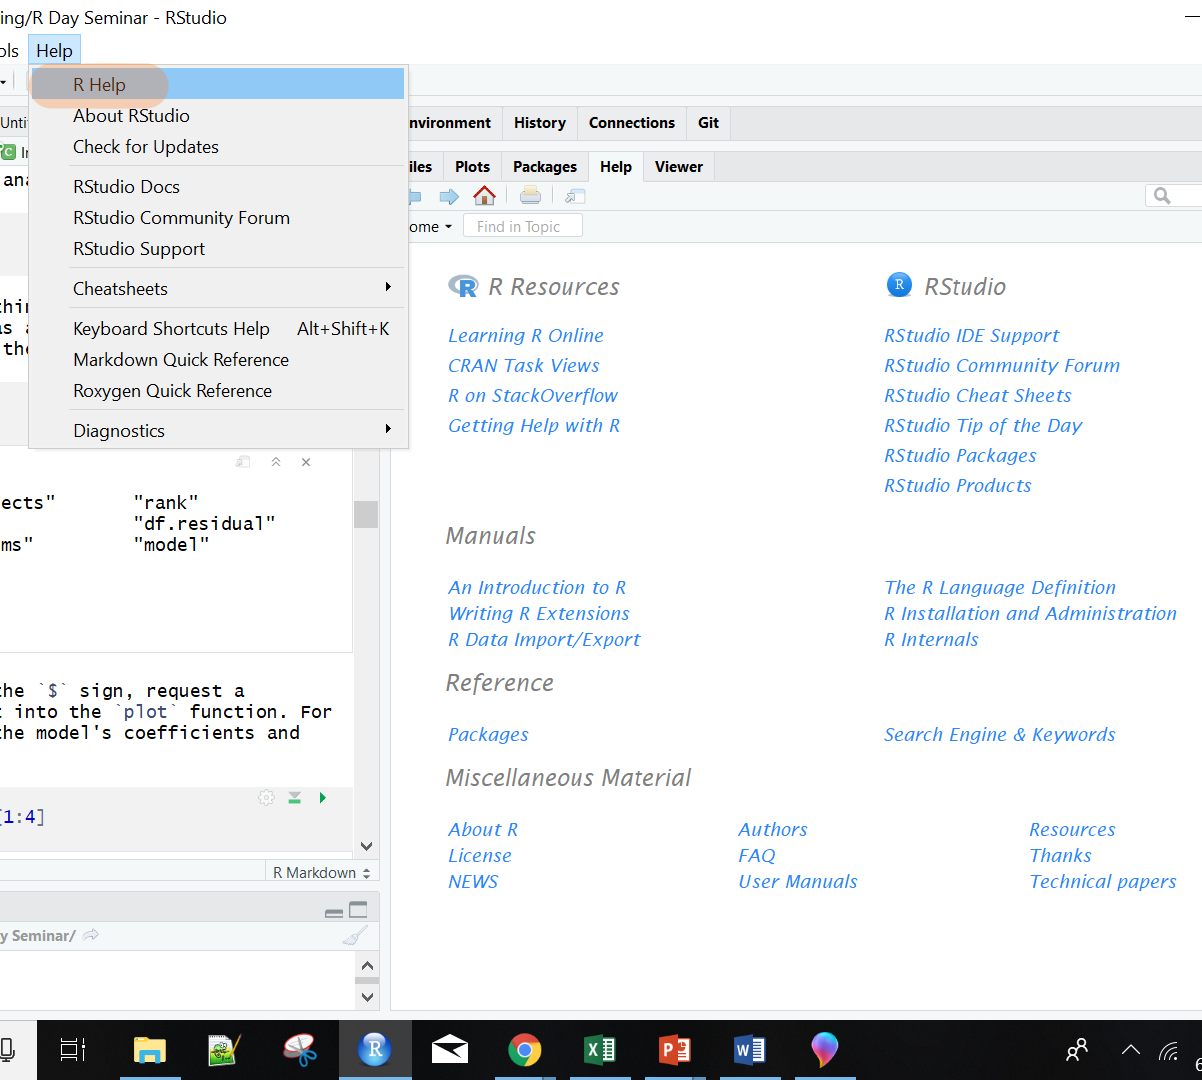 ing/R Day Seminar - RStudio
ols Help
R Help
About RStudio
Check for Updates
RStudio Docs
RStudio Community Forum
RStudio Support
Cheatsheets
Keyboard Shortcuts Help Alt+Shift+K
Markdown Quick Reference
Roxygen Quick Reference
Diagnostics
Unti
C In
ana
thin
as a
the
nvironment History Connections Git
iles Plots Packages Help Viewer
ome Find in Topic
R R Resources
Learning R Online
CRAN Task Views
R on StackOverflow
Getting Help with R
R RStudio
RStudio IDE Support
RStudio Community Forum
RStudio Cheat Sheets
RStudio Tip of the Day
RStudio Packages
RStudio Products
Manuals
An Introduction to R The R Language Definition
Writing R Extensions R Installation and Administration
R Data Import/Export R Internals
Reference
Packages Search Engine & Keywords
Miscellaneous Material
About R Authors Resources
License FAQ Thanks
NEWS User Manuals Technical papers
ects" "rank"
"df.residual"
ms" "model"
the `$` sign, request a
t into the `plot` function. For
the model's coefficients and
[1:4]
R Markdown
y Seminar/
R X P W
6